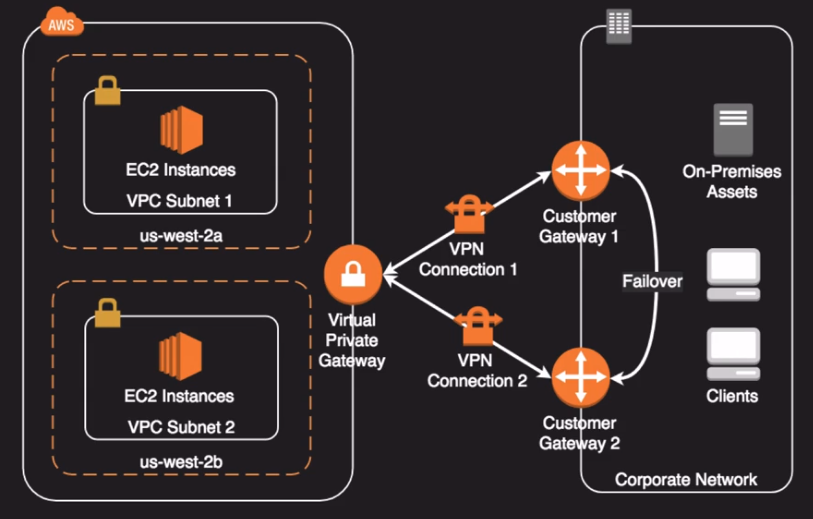 AWS
EC2 Instances
VPC Subnet 1
us-west-2a
EC2 Instances
VPC Subnet 2
us-west-2b
Virtual
Private
Gateway
VPN
Connection 1
VPN
Connection 2
Customer
Gateway 1
Failover
Customer
Gateway 2
On-Premises
Assets
Clients
Corporate Network